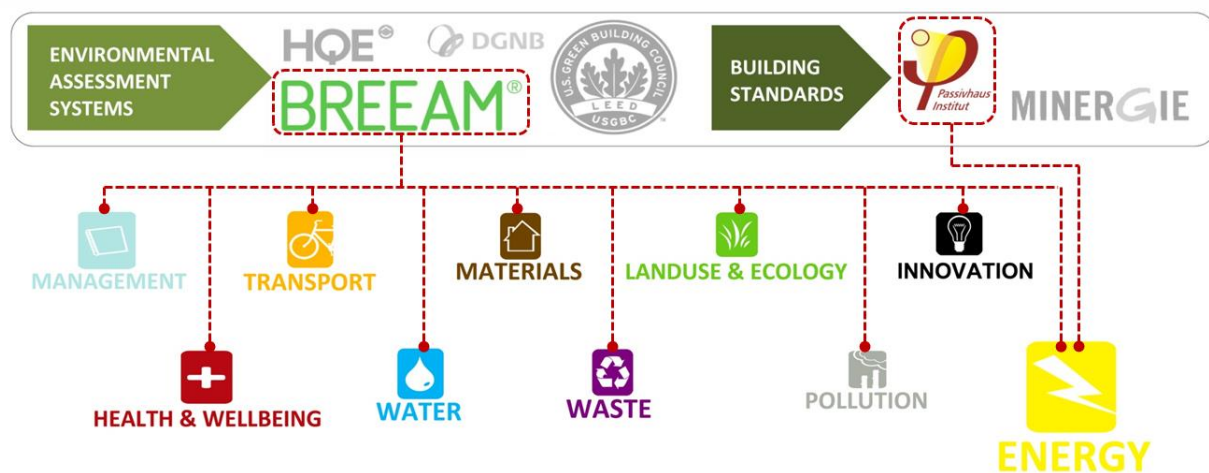 ENVIRONMENTAL
ASSESSMENT
SYSTEMS
HQE
DGNB
BREEAM®
U.S. GREEN BUILDING COUNCIL
LEED
USGBC
BUILDING
STANDARDS
Passivhaus
Institut
MINERGIE
MANAGEMENT
TRANSPORT
MATERIALS
LANDUSE & ECOLOGY
INNOVATION
HEALTH & WELLBEING
WATER
WASTE
POLLUTION
ENERGY